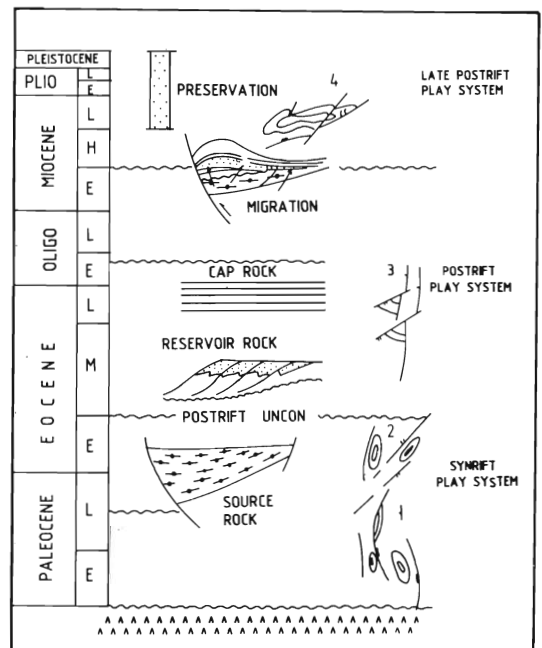 PLEISTOCENE
PLIO
L
E
MIOCENE
L
H
E
OLIGO
L
E
EOCENE
L
M
E
PALEOCENE
L
E
PRESERVATION
4
LATE POSTRIFT
PLAY SYSTEM
MIGRATION
CAP ROCK
3
POSTRIFT
PLAY SYSTEM
RESERVOIR ROCK
POSTRIFT UNCON
2
SYNRIFT
PLAY SYSTEM
SOURCE
ROCK
1